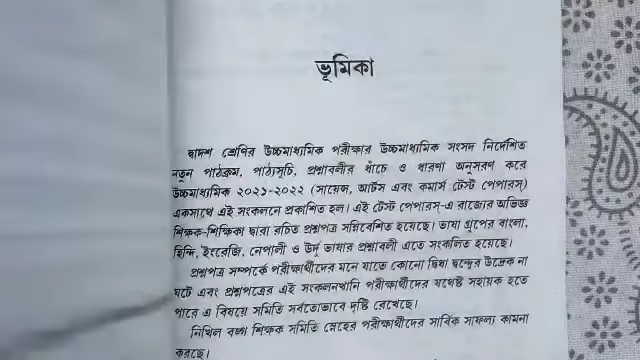 ভূমিকা
দ্বাদশ শ্রেণির উচ্চমাধ্যমিক পরীক্ষার উচ্চমাধ্যমিক সংসদ নির্দেশিত
নতুন পাঠক্রম, পাঠ্যসূচি, প্রশ্নাবলীর ধাঁচে ও ধারণা অনুসরণ করে
উচ্চমাধ্যমিক ২০২১-২০২২ (সায়েন্স, আর্টস এবং কমার্স টেস্ট পেপারস)
একসাথে এই সংকলনে প্রকাশিত হল। এই টেস্ট পেপারস-এ রাজ্যের অভিজ্ঞ
শিক্ষক-শিক্ষিকা দ্বারা রচিত প্রশ্নপত্র সন্নিবেশিত হয়েছে। ভাষা গ্রুপের বাংলা,
হিন্দি, ইংরেজি, নেপালী ও উর্দু ভাষার প্রশ্নাবলী এতে সংকলিত হয়েছে।
প্রশ্নপত্র সম্পর্কে পরীক্ষার্থীদের মনে যাতে কোনো দ্বিধা দ্বন্দ্বের উদ্রেক না
ঘটে এবং প্রশ্নপত্রের এই সংকলনখানি পরীক্ষার্থীদের যথেষ্ট সহায়ক হতে
পারে এ বিষয়ে সমিতি সর্বতোভাবে দৃষ্টি রেখেছে।
নিখিল বঙ্গ শিক্ষক সমিতি স্নেহের পরীক্ষার্থীদের সার্বিক সাফল্য কামনা
করছে।